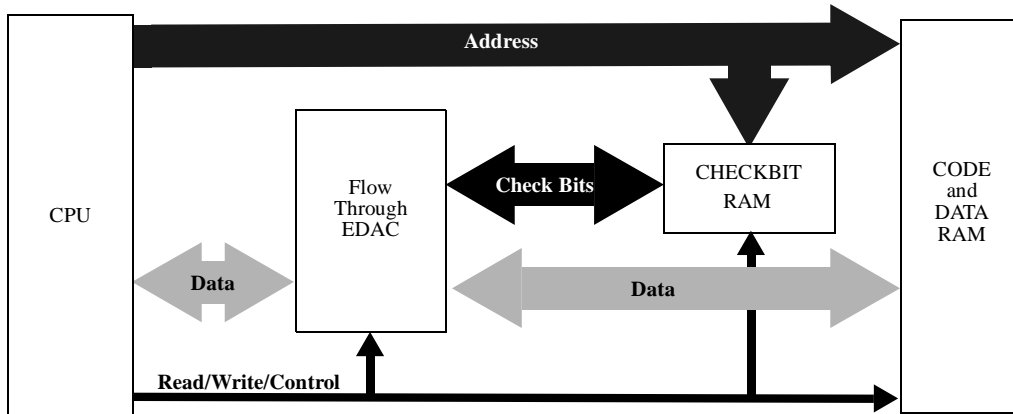 Address
CPU
Flow
Through
EDAC
Check Bits
CHECKBIT
RAM
CODE
and
DATA
RAM
Data
Data
Read/Write/Control